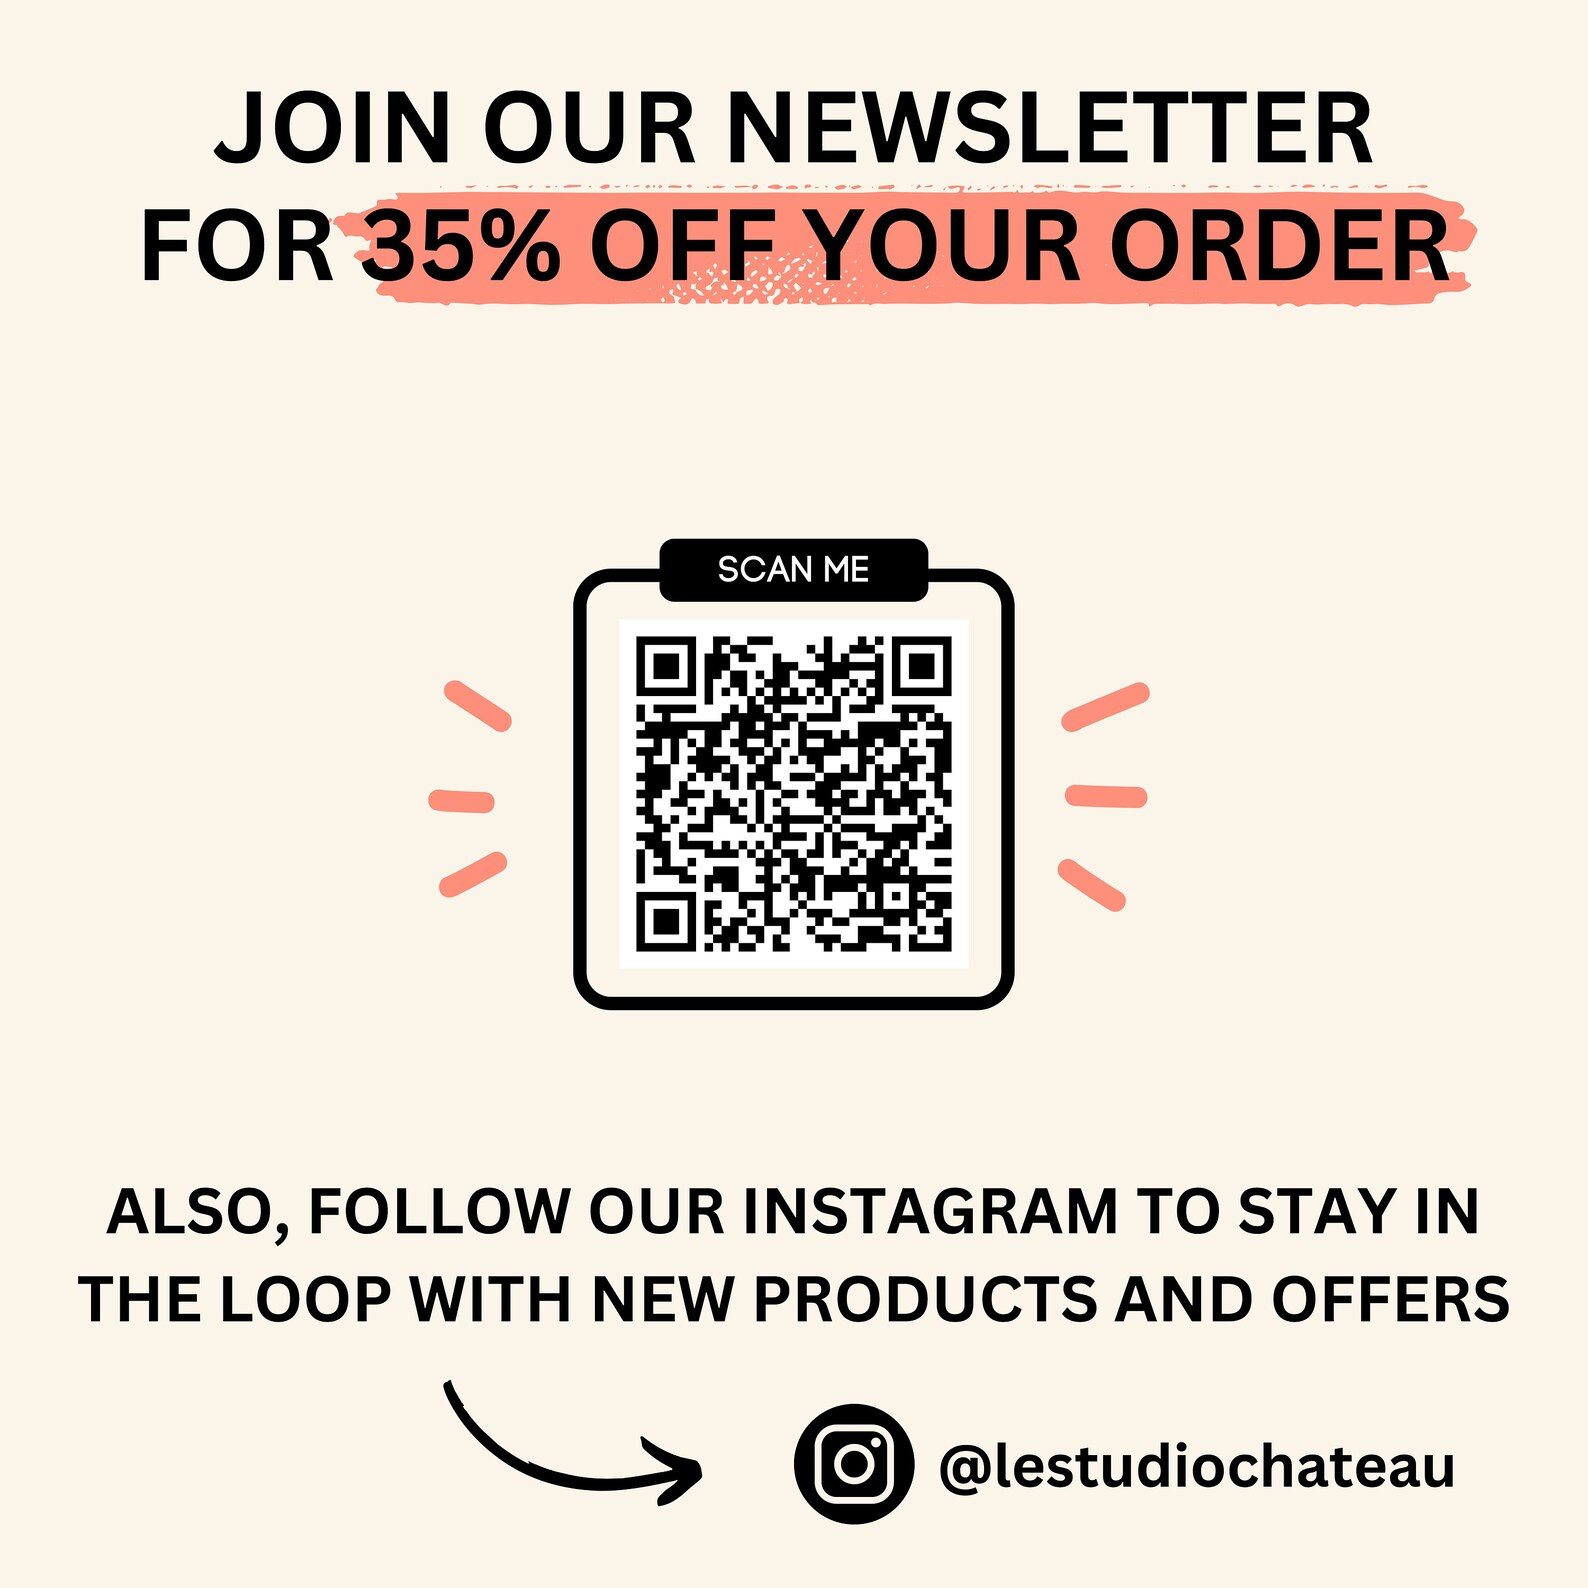 JOIN OUR NEWSLETTER
FOR 35% OFF YOUR ORDER
SCAN ME
ALSO, FOLLOW OUR INSTAGRAM TO STAY IN
THE LOOP WITH NEW PRODUCTS AND OFFERS
@lestudiochateau